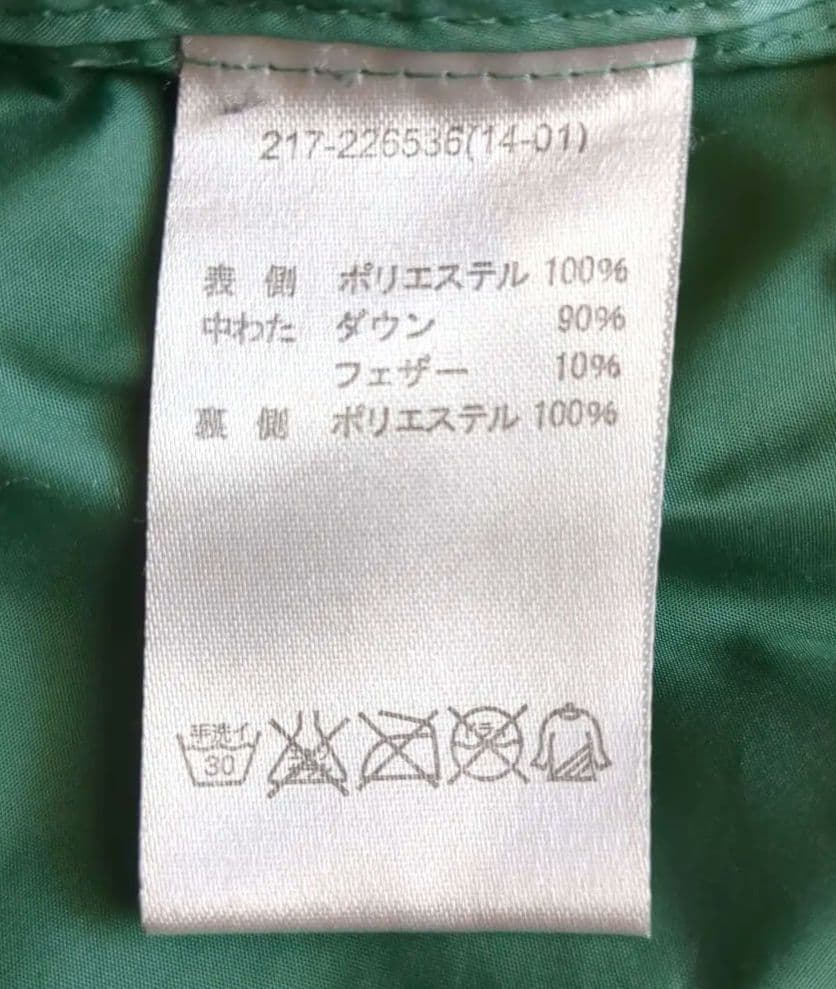 217-226536(14-01)
表 側 ポリエステル 100%
中わた ダウン 90%
フェザー 10%
裏 側 ポリエステル 100%
手洗イ
30